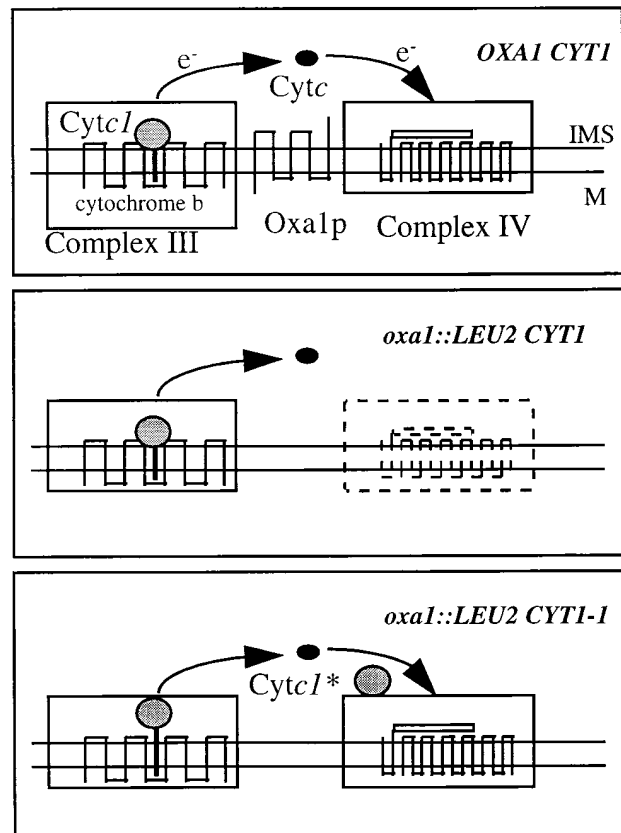 OXA1 CYT1
e-
e-
Cytc
Cytc1
IMS
M
cytochrome b
Oxa1p
Complex III
Complex IV
oxa1::LEU2 CYT1
oxa1::LEU2 CYT1-1
Cytc1*